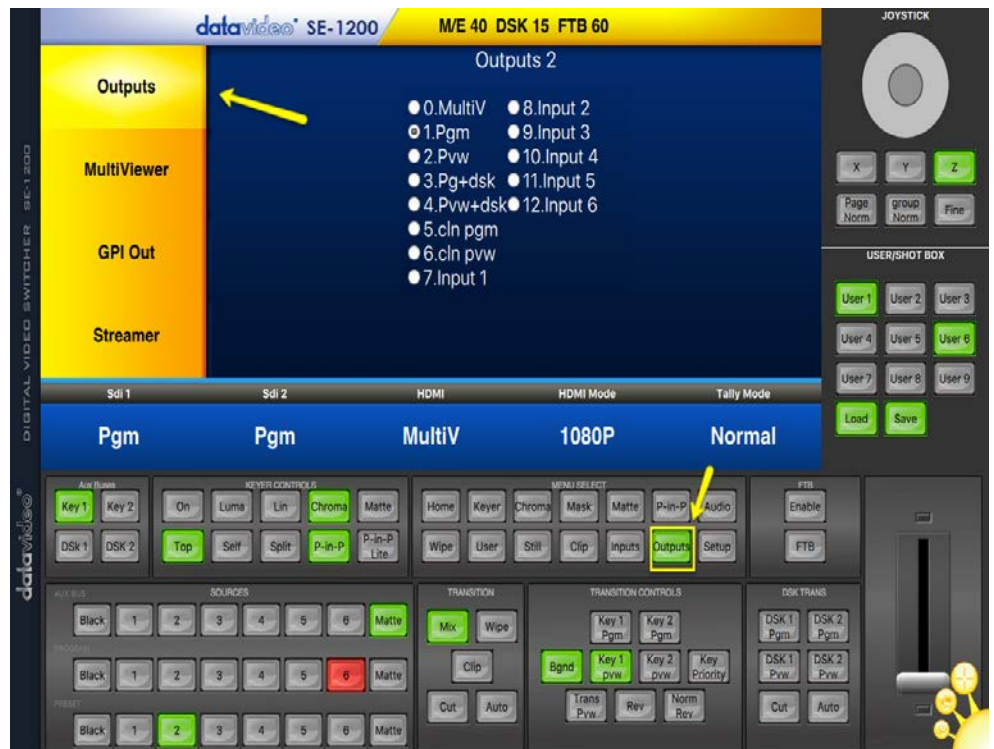 datavideo SE-1200
M/E 40 DSK 15 FTB 60
Outputs
MultiViewer
GPI Out
Streamer
Outputs 2
0.MultiV
1.Pgm
2.Pvw
3.Pg+dsk
4.Pvw+dsk
5.cln pgm
6.cln pvw
7.Input 1
8.Input 2
9.Input 3
10.Input 4
11.Input 5
12.Input 6
Sdi 1 Sdi 2 HDMI HDMI Mode Tally Mode
Pgm Pgm MultiV 1080P Normal
JOYSTICK
X Y Z
Page Norm group Norm Fine
USER/SHOT BOX
User 1 User 2 User 3
User 4 User 5 User 6
User 7 User 8 User 9
Load Save
DIGITAL VIDEO SWITCHER SE-1200
datavideo
Aux Buses
Key 1 Key 2
DSk 1 DSK 2
KEYER CONTROLS
On Luma Lin Chroma Matte
Top Self Split P-in-P P-in-P Lite
MENU SELECT
Home Keyer Chroma Mask Matte P-in-P Audio
Wipe User Still Clip Inputs Outputs Setup
FTB
Enable
FTB
AUX BUS
SOURCES
Black 1 2 3 4 5 6 Matte
PROGRAM
Black 1 2 3 4 5 6 Matte
PRESET
Black 1 2 3 4 5 6 Matte
TRANSITION
Mix Wipe
Clip
Cut Auto
TRANSITION CONTROLS
Key 1 Pgm Key 2 Pgm
Bgnd Key 1 pvw Key 2 pvw Key Priority
Trans Pvw Rev Norm Rev
DSK TRANS
DSK 1 Pgm DSK 2 Pgm
DSK 1 Pvw DSK 2 Pvw
Cut Auto